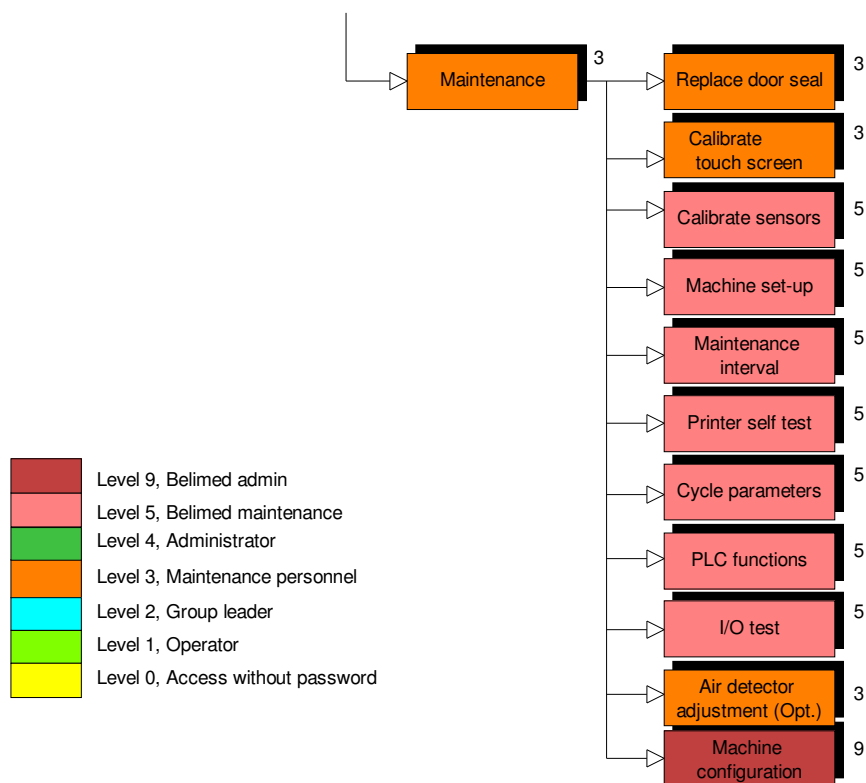 Maintenance
3
Replace door seal
3
Calibrate
touch screen
3
Calibrate sensors
5
Machine set-up
5
Maintenance
interval
5
Printer self test
5
Cycle parameters
5
PLC functions
5
I/O test
5
Air detector
adjustment (Opt.)
3
Machine
configuration
9
Level 9, Belimed admin
Level 5, Belimed maintenance
Level 4, Administrator
Level 3, Maintenance personnel
Level 2, Group leader
Level 1, Operator
Level 0, Access without password